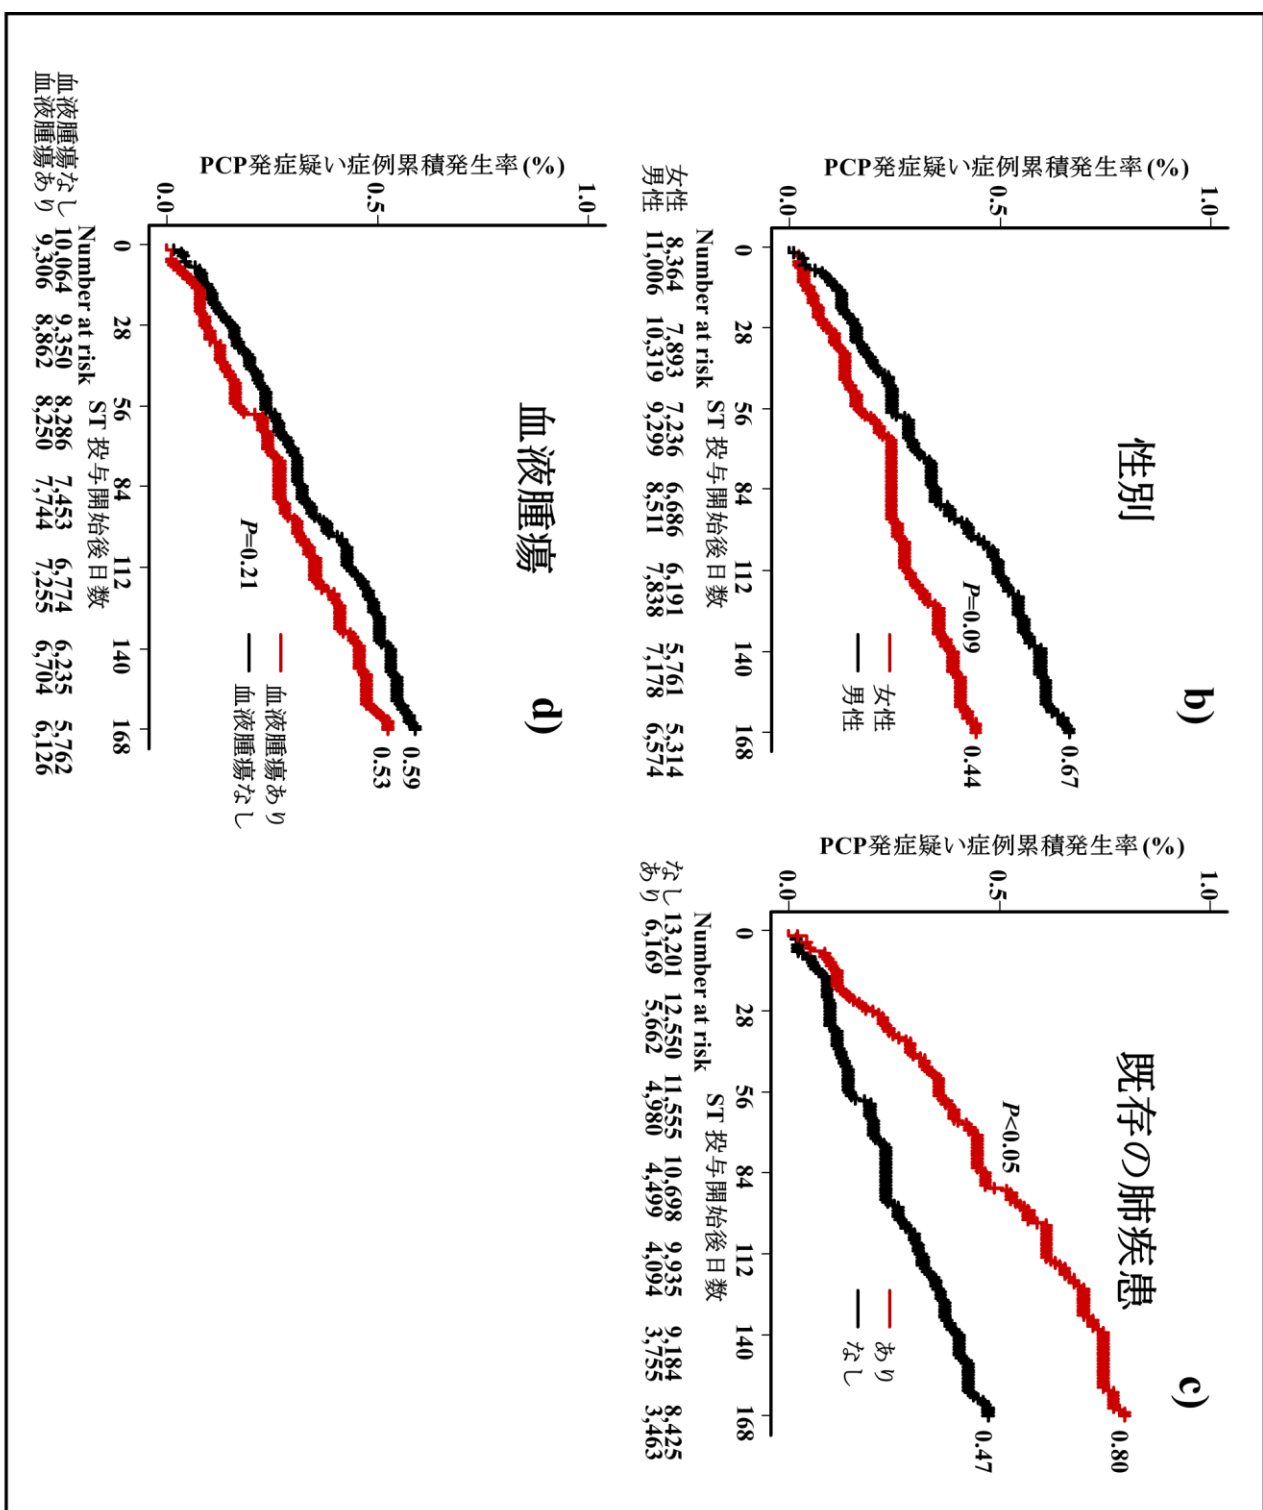 b)
性別
PCP発症疑い症例累積発生率(%)
1.0
0.5
0.0
0.67
0.44
P=0.09
女性
男性
0 28 56 84 112 140 168
ST 投与開始後日数
Number at risk
女性 8,364 7,893 7,236 6,686 6,191 5,761 5,314
男性 11,006 10,319 9,299 8,511 7,838 7,178 6,574
c)
既存の肺疾患
PCP発症疑い症例累積発生率(%)
1.0
0.5
0.0
0.80
0.47
P<0.05
あり
なし
0 28 56 84 112 140 168
ST 投与開始後日数
Number at risk
なし 13,201 12,550 11,555 10,698 9,935 9,184 8,425
あり 6,169 5,662 4,980 4,499 4,094 3,755 3,463
d)
血液腫瘍
PCP発症疑い症例累積発生率(%)
1.0
0.5
0.0
0.59
0.53
P=0.21
血液腫瘍あり
血液腫瘍なし
0 28 56 84 112 140 168
ST 投与開始後日数
Number at risk
血液腫瘍なし 10,064 9,350 8,286 7,453 6,774 6,235 5,762
血液腫瘍あり 9,306 8,862 8,250 7,744 7,255 6,704 6,126